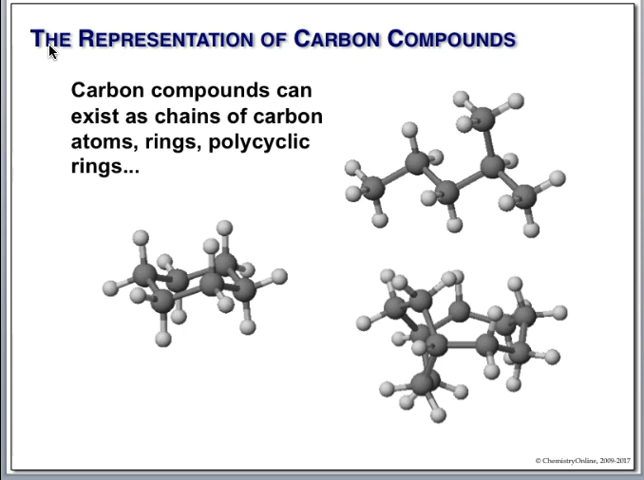 THE REPRESENTATION OF CARBON COMPOUNDS
Carbon compounds can
exist as chains of carbon
atoms, rings, polycyclic
rings...
© ChemistryOnline, 2009-2017